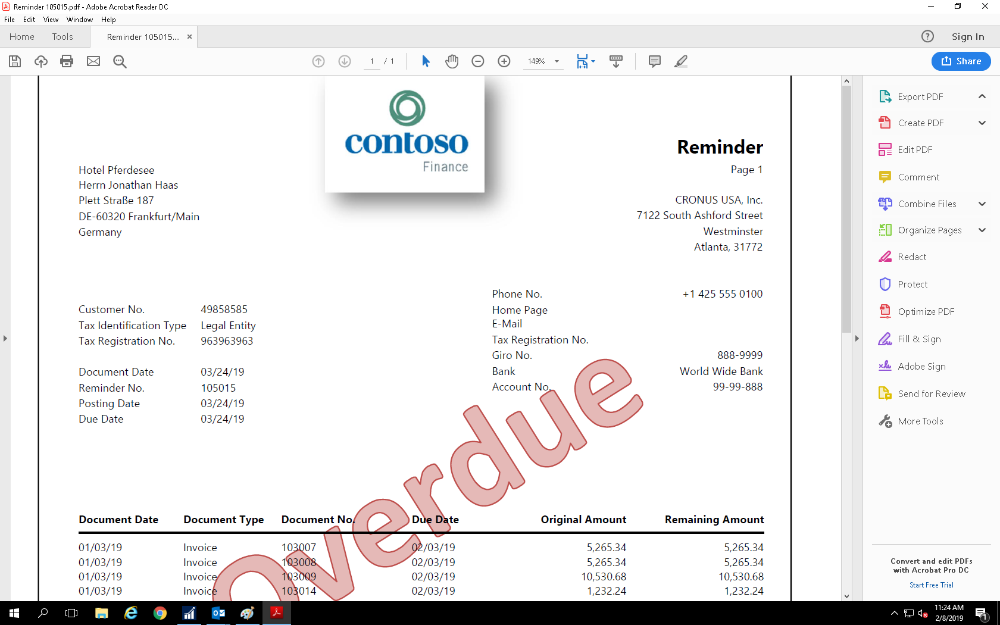 Reminder 105015.pdf - Adobe Acrobat Reader DC
File Edit View Window Help
Home Tools Reminder 105015.... × ? Sign In
1 / 1 149% Share
contoso
Finance
Reminder
Page 1
Hotel Pferdesee
Herrn Jonathan Haas
Plett Straße 187
DE-60320 Frankfurt/Main
Germany
CRONUS USA, Inc.
7122 South Ashford Street
Westminster
Atlanta, 31772
Customer No. 49858585
Tax Identification Type Legal Entity
Tax Registration No. 963963963
Document Date 03/24/19
Reminder No. 105015
Posting Date 03/24/19
Due Date 03/24/19
Phone No. +1 425 555 0100
Home Page
E-Mail
Tax Registration No.
Giro No. 888-9999
Bank World Wide Bank
Account No. 99-99-888
Overdue
Document Date Document Type Document No. Due Date Original Amount Remaining Amount
01/03/19 Invoice 103007 02/03/19 5,265.34 5,265.34
01/03/19 Invoice 103008 02/03/19 5,265.34 5,265.34
01/03/19 Invoice 103009 02/03/19 10,530.68 10,530.68
01/03/19 Invoice 103014 02/03/19 1,232.24 1,232.24
Export PDF
Create PDF
Edit PDF
Comment
Combine Files
Organize Pages
Redact
Protect
Optimize PDF
Fill & Sign
Adobe Sign
Send for Review
More Tools
Convert and edit PDFs
with Acrobat Pro DC
Start Free Trial
11:24 AM
2/8/2019
1